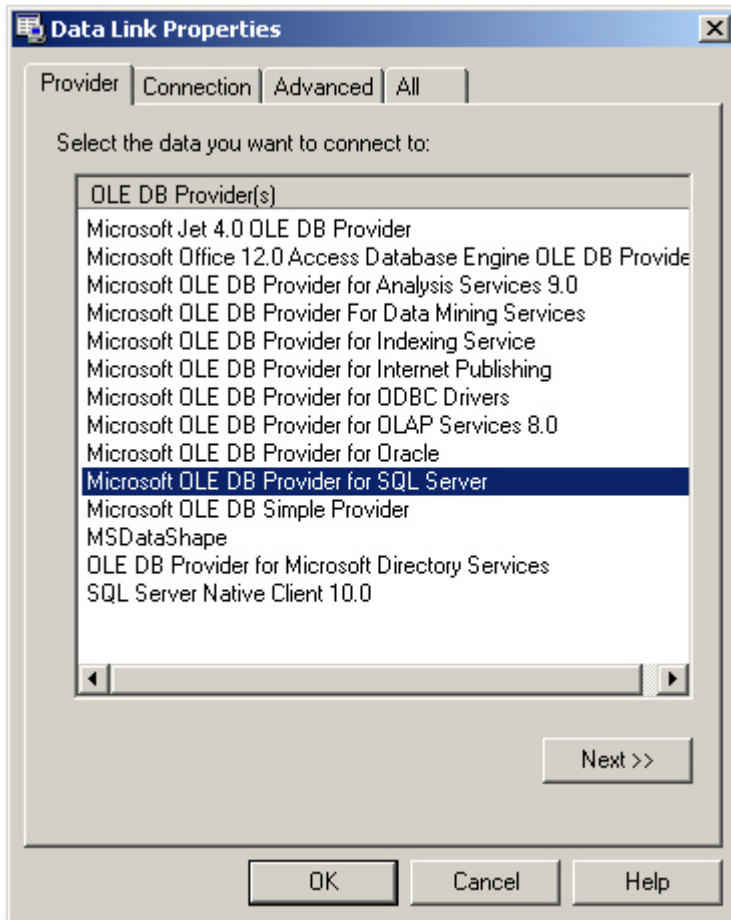 Data Link Properties
Provider Connection Advanced All
Select the data you want to connect to:
OLE DB Provider(s)
Microsoft Jet 4.0 OLE DB Provider
Microsoft Office 12.0 Access Database Engine OLE DB Provide
Microsoft OLE DB Provider for Analysis Services 9.0
Microsoft OLE DB Provider For Data Mining Services
Microsoft OLE DB Provider for Indexing Service
Microsoft OLE DB Provider for Internet Publishing
Microsoft OLE DB Provider for ODBC Drivers
Microsoft OLE DB Provider for OLAP Services 8.0
Microsoft OLE DB Provider for Oracle
Microsoft OLE DB Provider for SQL Server
Microsoft OLE DB Simple Provider
MSDataShape
OLE DB Provider for Microsoft Directory Services
SQL Server Native Client 10.0
Next >>
OK Cancel Help